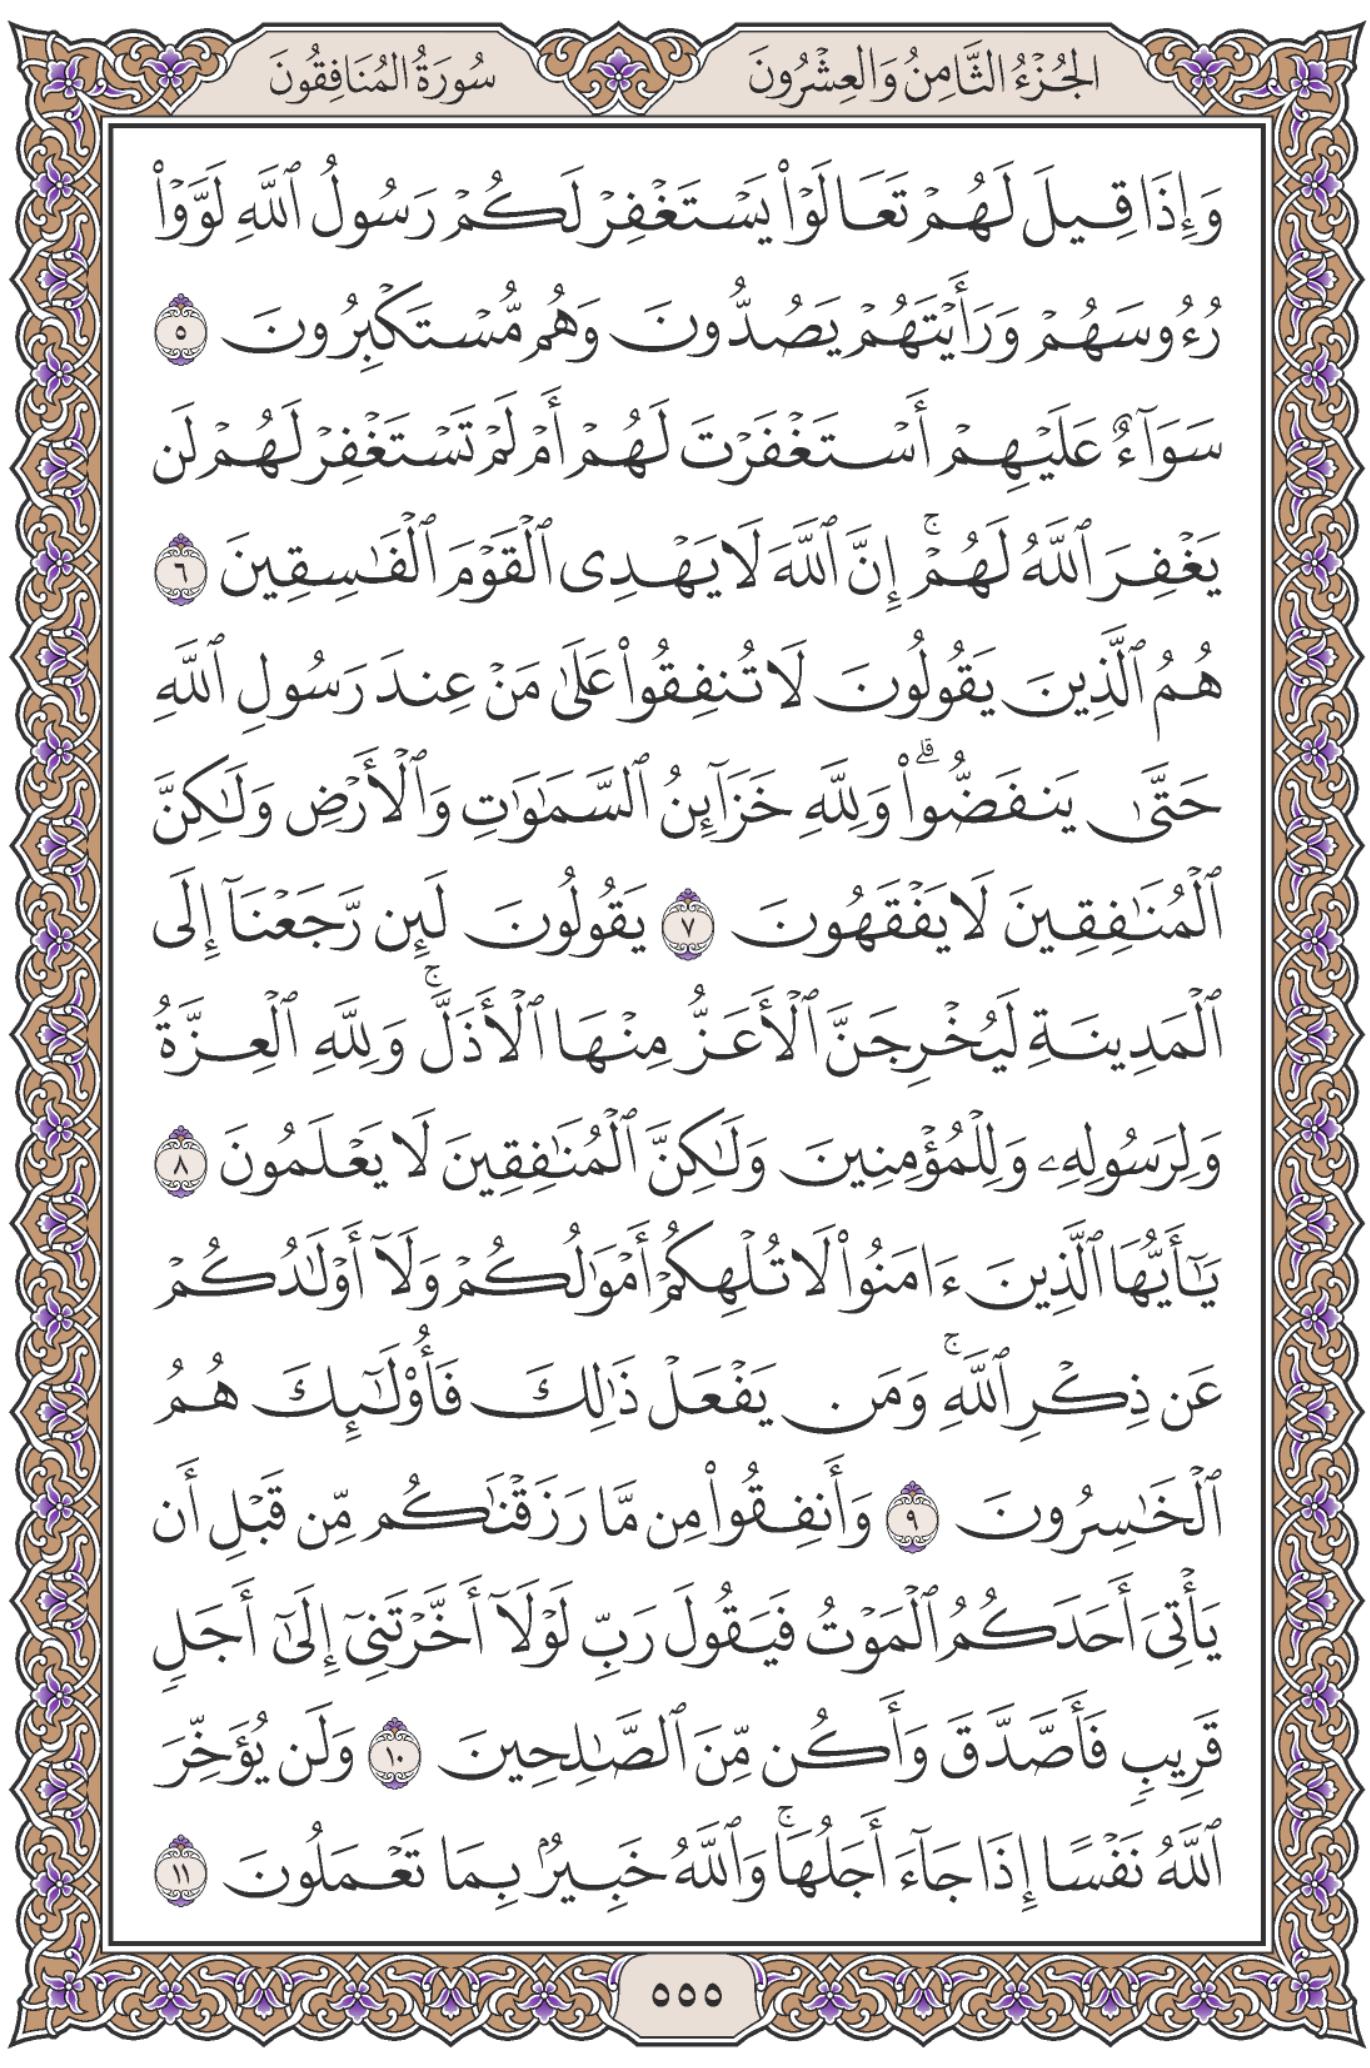 الجُزْءُ الثَّامِنُ وَالعِشْرُونَ
سُورَةُ المُنَافِقُونَ
وَإِذَا قِيلَ لَهُمْ تَعَالَوْا۟ يَسْتَغْفِرْ لَكُمْ رَسُولُ ٱللَّهِ لَوَّوْا۟
رُءُوسَهُمْ وَرَأَيْتَهُمْ يَصُدُّونَ وَهُم مُّسْتَكْبِرُونَ ٥
سَوَآءٌ عَلَيْهِمْ أَسْتَغْفَرْتَ لَهُمْ أَمْ لَمْ تَسْتَغْفِرْ لَهُمْ لَن
يَغْفِرَ ٱللَّهُ لَهُمْ ۚ إِنَّ ٱللَّهَ لَا يَهْدِى ٱلْقَوْمَ ٱلْفَـٰسِقِينَ ٦
هُمُ ٱلَّذِينَ يَقُولُونَ لَا تُنفِقُوا۟ عَلَىٰ مَنْ عِندَ رَسُولِ ٱللَّهِ
حَتَّىٰ يَنفَضُّوا۟ ۗ وَلِلَّهِ خَزَآئِنُ ٱلسَّمَـٰوَٰتِ وَٱلْأَرْضِ وَلَـٰكِنَّ
ٱلْمُنَـٰفِقِينَ لَا يَفْقَهُونَ ٧ يَقُولُونَ لَئِن رَّجَعْنَآ إِلَى
ٱلْمَدِينَةِ لَيُخْرِجَنَّ ٱلْأَعَزُّ مِنْهَا ٱلْأَذَلَّ ۚ وَلِلَّهِ ٱلْعِزَّةُ
وَلِرَسُولِهِۦ وَلِلْمُؤْمِنِينَ وَلَـٰكِنَّ ٱلْمُنَـٰفِقِينَ لَا يَعْلَمُونَ ٨
يَـٰٓأَيُّهَا ٱلَّذِينَ ءَامَنُوا۟ لَا تُلْهِكُمْ أَمْوَٰلُكُمْ وَلَآ أَوْلَـٰدُكُمْ
عَن ذِكْرِ ٱللَّهِ ۚ وَمَن يَفْعَلْ ذَٰلِكَ فَأُو۟لَـٰٓئِكَ هُمُ
ٱلْخَـٰسِرُونَ ٩ وَأَنفِقُوا۟ مِن مَّا رَزَقْنَـٰكُم مِّن قَبْلِ أَن
يَأْتِىَ أَحَدَكُمُ ٱلْمَوْتُ فَيَقُولَ رَبِّ لَوْلَآ أَخَّرْتَنِىٓ إِلَىٰٓ أَجَلٍ
قَرِيبٍ فَأَصَّدَّقَ وَأَكُن مِّنَ ٱلصَّـٰلِحِينَ ١٠ وَلَن يُؤَخِّرَ
ٱللَّهُ نَفْسًا إِذَا جَآءَ أَجَلُهَا ۚ وَٱللَّهُ خَبِيرٌۢ بِمَا تَعْمَلُونَ ١١
٥٥٥